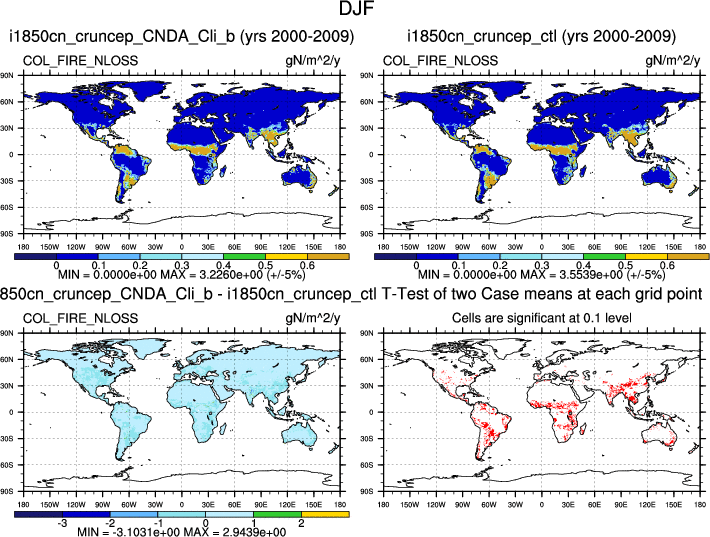 DJF
i1850cn_cruncep_CNDA_Cli_b (yrs 2000-2009)
COL_FIRE_NLOSS gN/m^2/y
90N
60N
30N
0
30S
60S
90S
180 150W 120W 90W 60W 30W 0 30E 60E 90E 120E 150E 180
0 0.1 0.2 0.3 0.4 0.5 0.6
MIN = 0.0000e+00 MAX = 3.2260e+00 (+/-5%)
i1850cn_cruncep_ctl (yrs 2000-2009)
COL_FIRE_NLOSS gN/m^2/y
90N
60N
30N
0
30S
60S
90S
180 150W 120W 90W 60W 30W 0 30E 60E 90E 120E 150E 180
0 0.1 0.2 0.3 0.4 0.5 0.6
MIN = 0.0000e+00 MAX = 3.5539e+00 (+/-5%)
850cn_cruncep_CNDA_Cli_b - i1850cn_cruncep_ctl
COL_FIRE_NLOSS gN/m^2/y
90N
60N
30N
0
30S
60S
90S
180 150W 120W 90W 60W 30W 0 30E 60E 90E 120E 150E 180
-3 -2 -1 0 1 2
MIN = -3.1031e+00 MAX = 2.9439e+00
T-Test of two Case means at each grid point
Cells are significant at 0.1 level
90N
60N
30N
0
30S
60S
90S
180 150W 120W 90W 60W 30W 0 30E 60E 90E 120E 150E 180